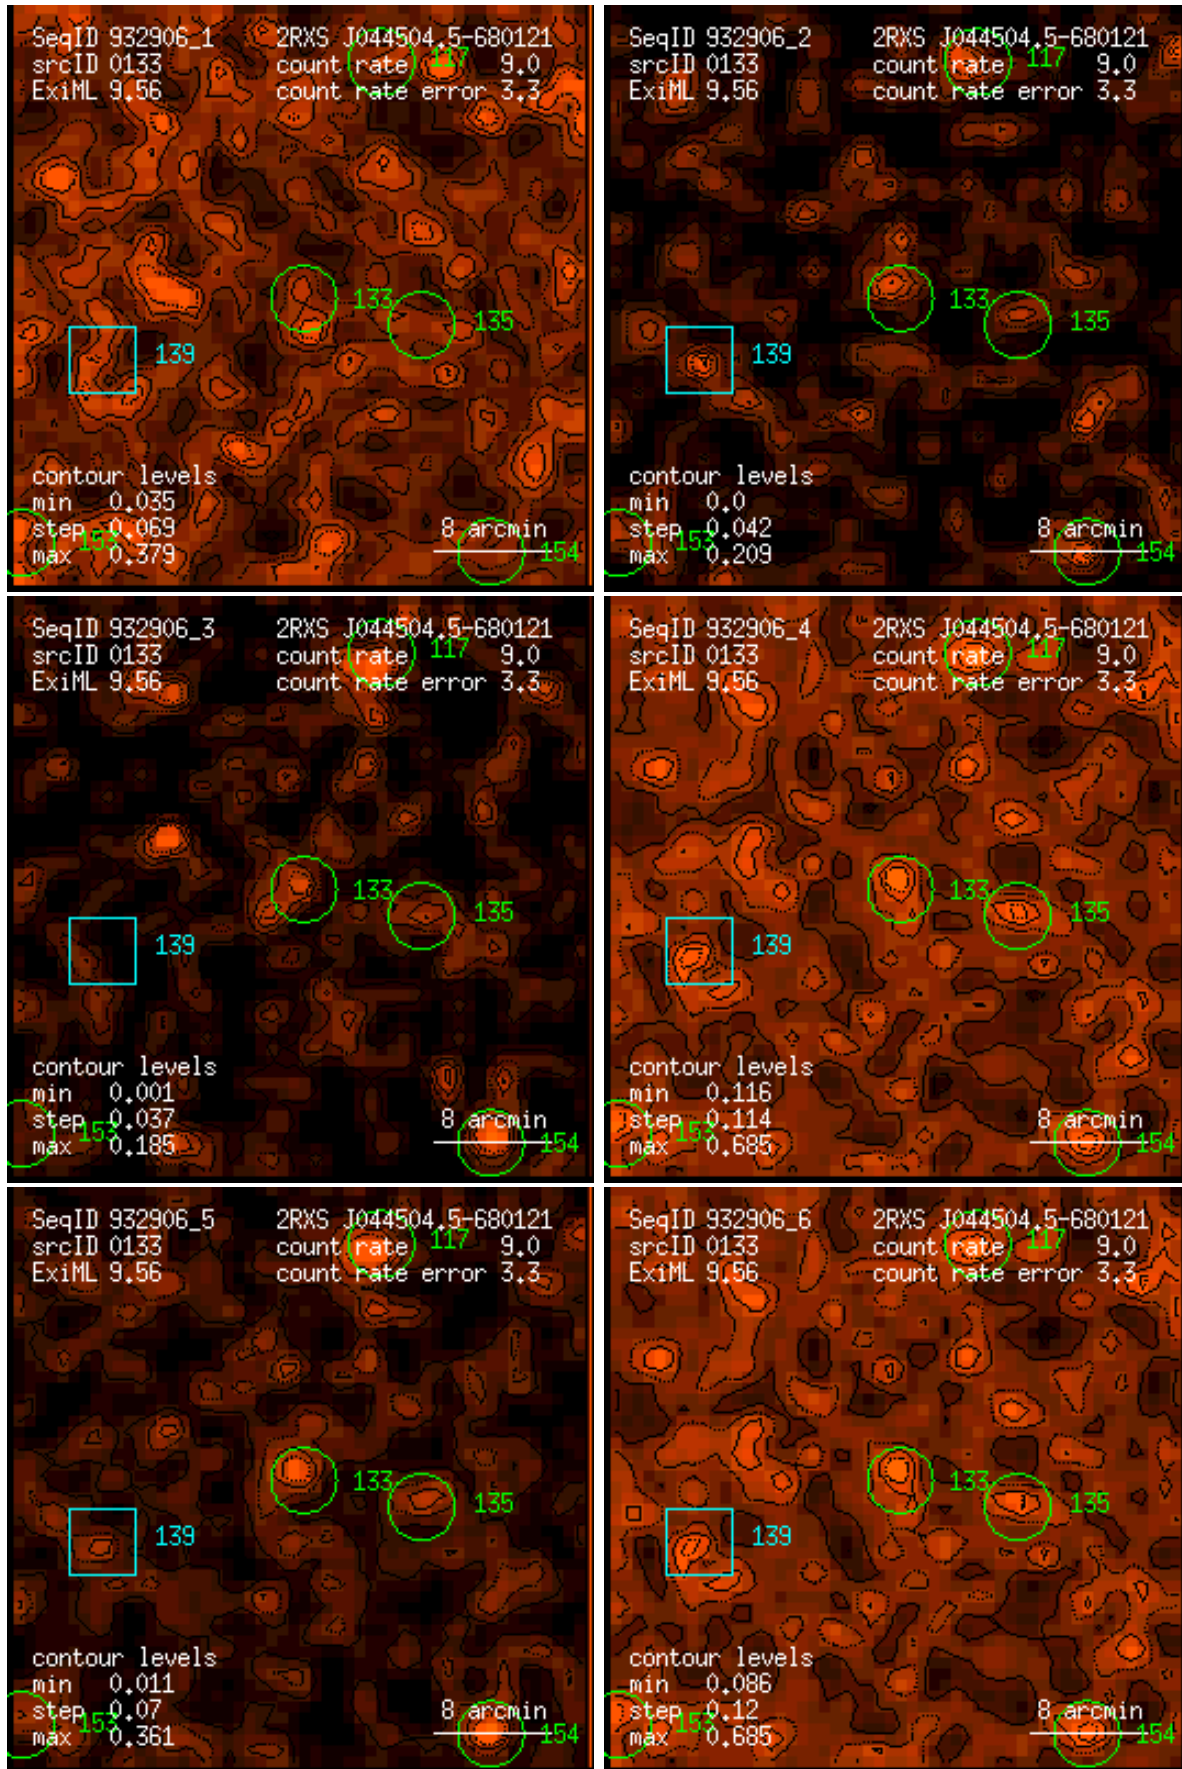 SeqID 932906_1 2RXS J044504.5-680121
srcID 0133 count rate 9.0 117
ExiML 9.56 count rate error 3.3
133
135
139
contour levels
min 0.035
step 0.069 8 arcmin
max 0.379 153 154
SeqID 932906_2 2RXS J044504.5-680121
srcID 0133 count rate 9.0 117
ExiML 9.56 count rate error 3.3
133
135
139
contour levels
min 0.0
step 0.042 8 arcmin
max 0.209 153 154
SeqID 932906_3 2RXS J044504.5-680121
srcID 0133 count rate 9.0 117
ExiML 9.56 count rate error 3.3
133
135
139
contour levels
min 0.001
step 0.037 8 arcmin
max 0.185 153 154
SeqID 932906_4 2RXS J044504.5-680121
srcID 0133 count rate 9.0 117
ExiML 9.56 count rate error 3.3
133
135
139
contour levels
min 0.116
step 0.114 8 arcmin
max 0.685 153 154
SeqID 932906_5 2RXS J044504.5-680121
srcID 0133 count rate 9.0 117
ExiML 9.56 count rate error 3.3
133
135
139
contour levels
min 0.011
step 0.07 8 arcmin
max 0.361 153 154
SeqID 932906_6 2RXS J044504.5-680121
srcID 0133 count rate 9.0 117
ExiML 9.56 count rate error 3.3
133
135
139
contour levels
min 0.086
step 0.12 8 arcmin
max 0.685 153 154